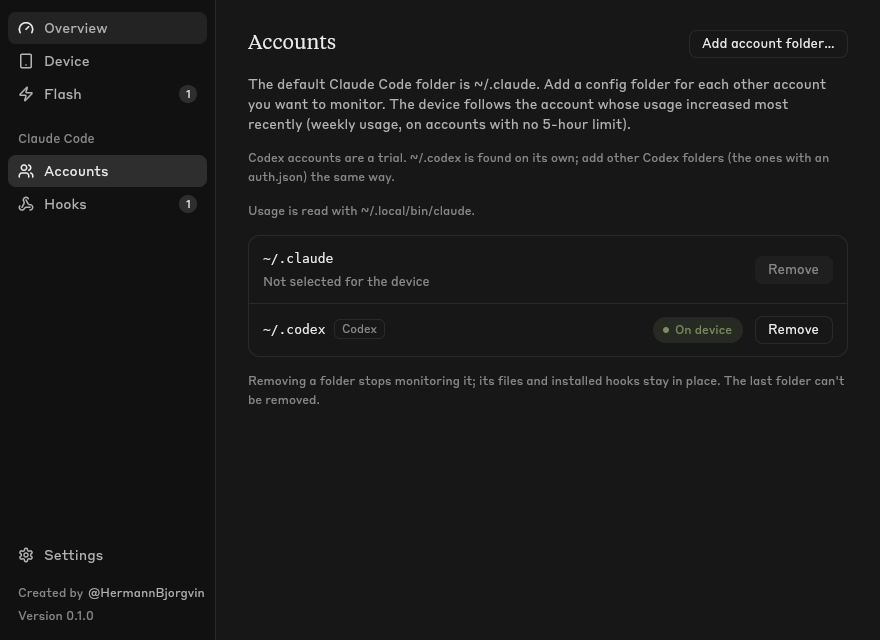 Overview
Device
Flash 1
Claude Code
Accounts
Hooks 1
Settings
Created by @HermannBjorgvin
Version 0.1.0
Accounts
Add account folder…
The default Claude Code folder is ~/.claude. Add a config folder for each other account
you want to monitor. The device follows the account whose usage increased most
recently (weekly usage, on accounts with no 5-hour limit).
Codex accounts are a trial. ~/.codex is found on its own; add other Codex folders (the ones with an
auth.json) the same way.
Usage is read with ~/.local/bin/claude.
~/.claude
Not selected for the device
Remove
~/.codex Codex On device Remove
Removing a folder stops monitoring it; its files and installed hooks stay in place. The last folder can't
be removed.